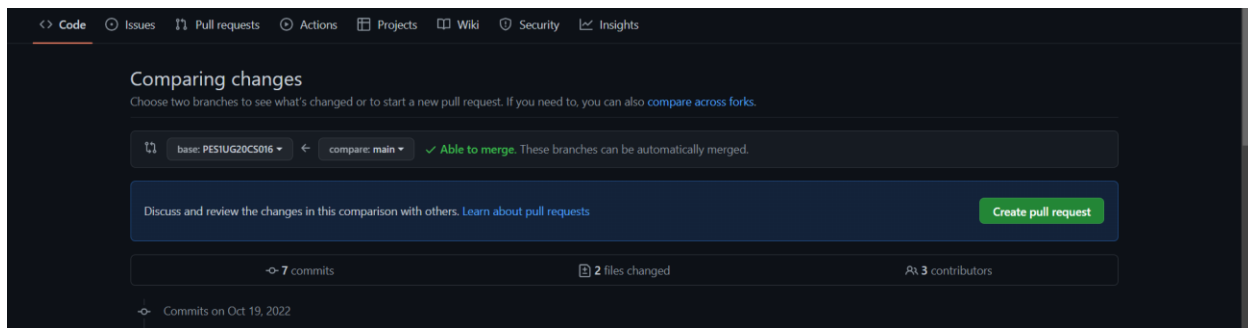 <> Code Issues Pull requests Actions Projects Wiki Security Insights
Comparing changes
Choose two branches to see what's changed or to start a new pull request. If you need to, you can also compare across forks.
base: PES1UG20CS016 ← compare: main ✓ Able to merge. These branches can be automatically merged.
Discuss and review the changes in this comparison with others. Learn about pull requests Create pull request
7 commits 2 files changed 3 contributors
Commits on Oct 19, 2022